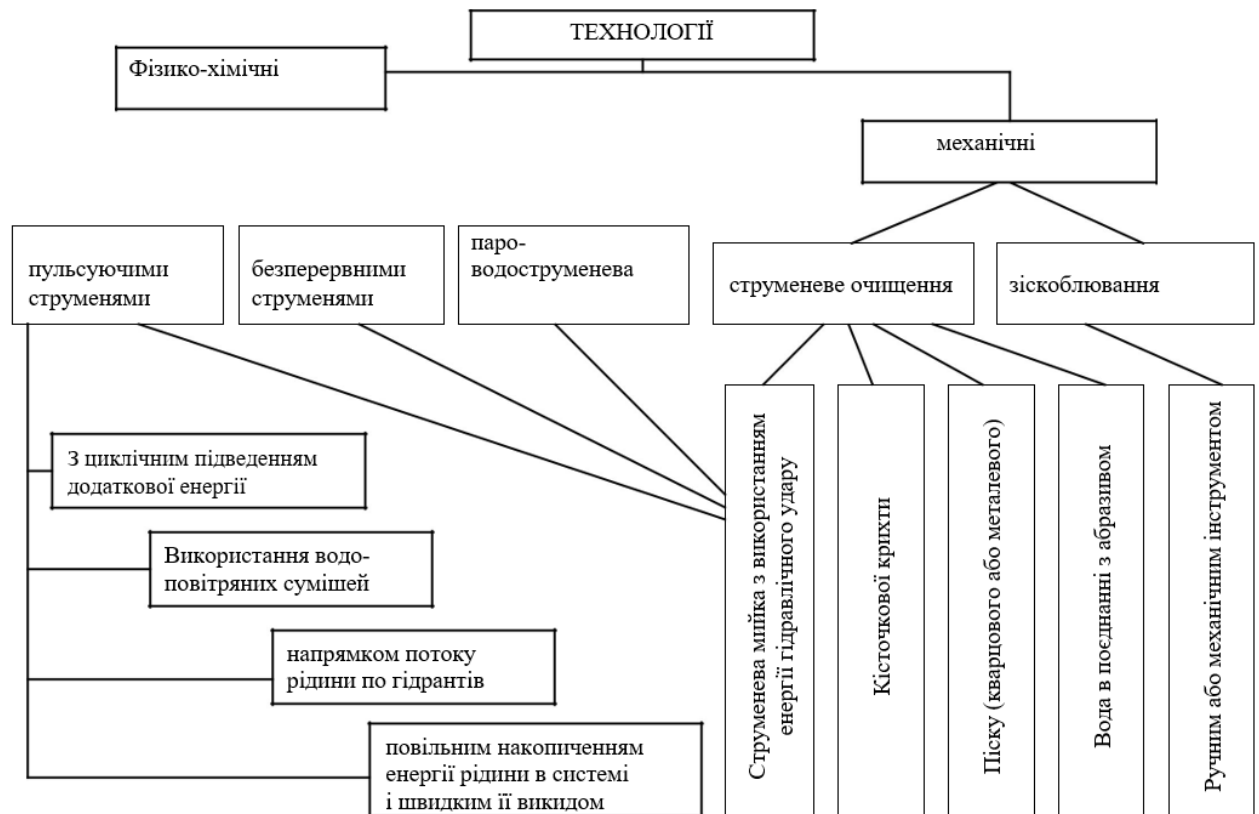 ТЕХНОЛОГІЇ
Фізико-хімічні
механічні
пульсуючими
струменями
безперервними
струменями
паро-
водоструменева
струменеве очищення
зіскоблювання
З циклічним підведенням
додаткової енергії
Використання водо-
повітряних сумішей
напрямком потоку
рідини по гідрантів
повільним накопиченням
енергії рідини в системі
і швидким її викидом
Струменева мийка з використанням
енергії гідравлічного удару
Кісточкової крихти
Піску (кварцового або металевого)
Вода в поєднанні з абразивом
Ручним або механічним інструментом